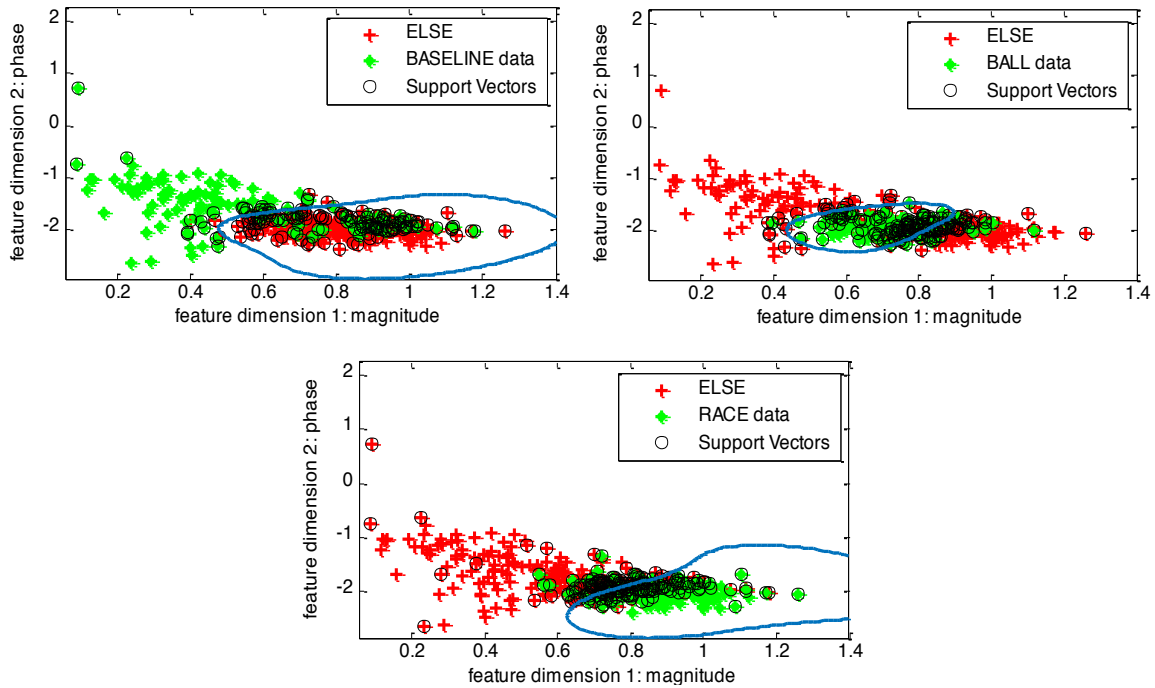 2
1
0
-1
-2
0.2 0.4 0.6 0.8 1 1.2 1.4
feature dimension 1: magnitude
feature dimension 2: phase
ELSE
BASELINE data
Support Vectors
2
1
0
-1
-2
0.2 0.4 0.6 0.8 1 1.2 1.4
feature dimension 1: magnitude
feature dimension 2: phase
ELSE
BALL data
Support Vectors
2
1
0
-1
-2
0.2 0.4 0.6 0.8 1 1.2 1.4
feature dimension 1: magnitude
feature dimension 2: phase
ELSE
RACE data
Support Vectors